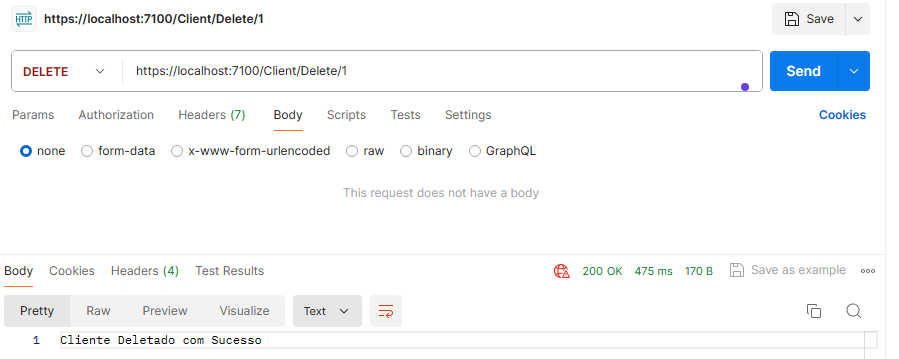 HTTP https://localhost:7100/Client/Delete/1 Save
DELETE https://localhost:7100/Client/Delete/1 Send
Params Authorization Headers (7) Body Scripts Tests Settings Cookies
none form-data x-www-form-urlencoded raw binary GraphQL
This request does not have a body
Body Cookies Headers (4) Test Results 200 OK 475 ms 170 B Save as example
Pretty Raw Preview Visualize Text
1 Cliente Deletado com Sucesso